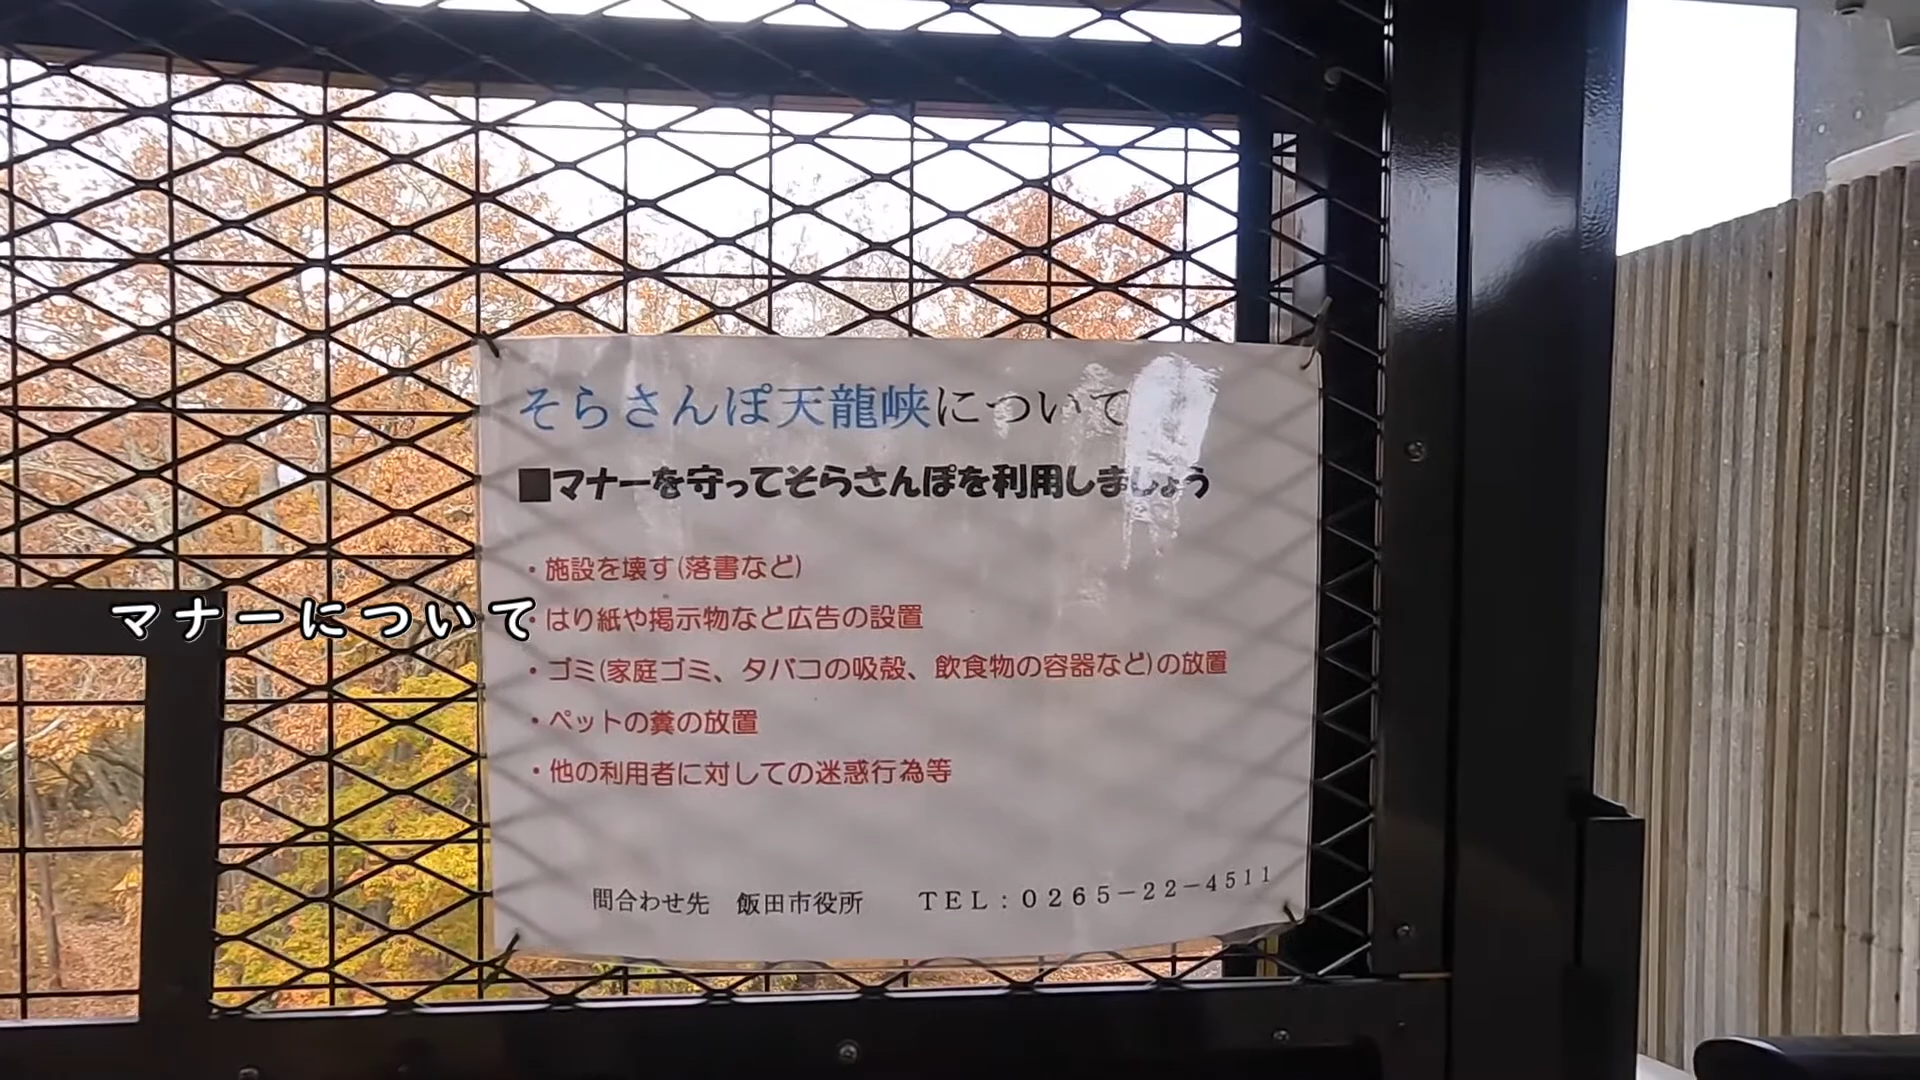 そらさんぽ天龍峡について
■マナーを守ってそらさんぽを利用しましょう
・施設を壊す(落書など)
マナーについて
・はり紙や掲示物など広告の設置
・ゴミ(家庭ゴミ、タバコの吸殻、飲食物の容器など)の放置
・ペットの糞の放置
・他の利用者に対しての迷惑行為等
問合わせ先　飯田市役所　ＴＥＬ：０２６５－２２－４５１１